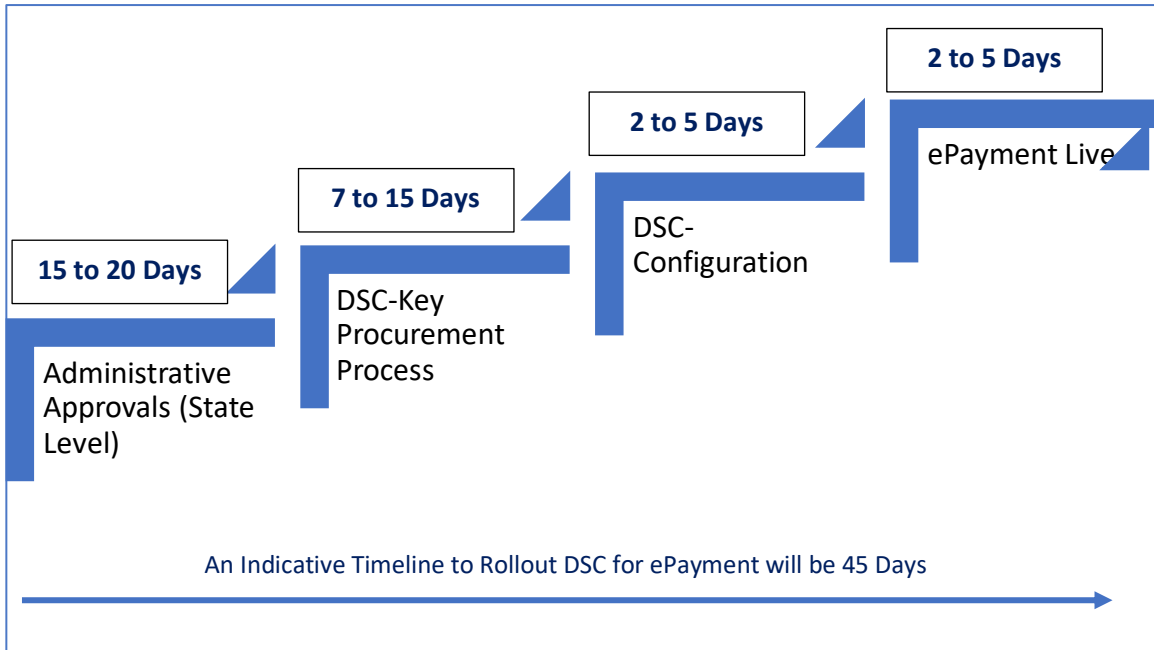 15 to 20 Days
Administrative
Approvals (State
Level)
7 to 15 Days
DSC-Key
Procurement
Process
2 to 5 Days
DSC-
Configuration
2 to 5 Days
ePayment Live
An Indicative Timeline to Rollout DSC for ePayment will be 45 Days